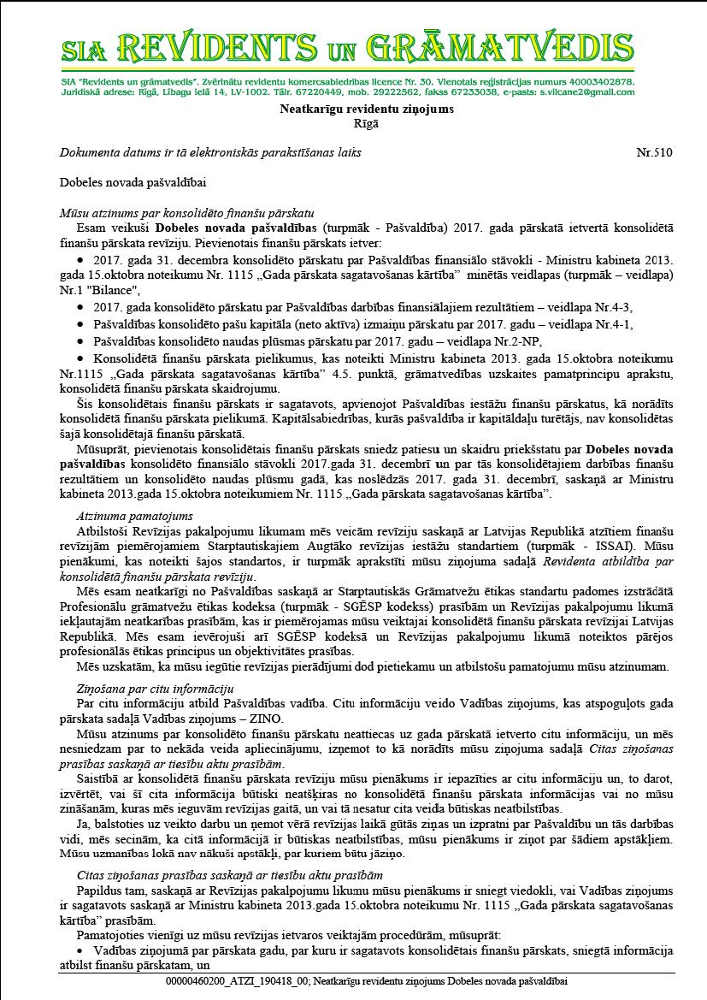 SIA REVIDENTS UN GRĀMATVEDIS
SIA "Revidents un grāmatvedis". Zvērinātu revidentu komercsabiedrības licence Nr. 30. Vienotais reģistrācijas numurs 40003402878.
Juridiskā adrese: Rīgā, Lībagu ielā 14, LV-1002. Tālr. 67220449, mob. 29222562, fakss 67233038, e-pasts: s.vilcane2@gmail.com
Neatkarīgu revidentu ziņojums
Rīgā
Dokumenta datums ir tā elektroniskās parakstīšanas laiks Nr.510
Dobeles novada pašvaldībai
Mūsu atzinums par konsolidēto finanšu pārskatu
Esam veikuši Dobeles novada pašvaldības (turpmāk - Pašvaldība) 2017. gada pārskatā ietvertā konsolidētā
finanšu pārskata revīziju. Pievienotais finanšu pārskats ietver:
• 2017. gada 31. decembra konsolidēto pārskatu par Pašvaldības finansiālo stāvokli - Ministru kabineta 2013.
gada 15.oktobra noteikumu Nr. 1115 „Gada pārskata sagatavošanas kārtība” minētās veidlapas (turpmāk – veidlapa)
Nr.1 "Bilance",
• 2017. gada konsolidēto pārskatu par Pašvaldības darbības finansiālajiem rezultātiem – veidlapa Nr.4-3,
• Pašvaldības konsolidēto pašu kapitāla (neto aktīva) izmaiņu pārskatu par 2017. gadu – veidlapa Nr.4-1,
• Pašvaldības konsolidēto naudas plūsmas pārskatu par 2017. gadu – veidlapa Nr.2-NP,
• Konsolidētā finanšu pārskata pielikumus, kas noteikti Ministru kabineta 2013. gada 15.oktobra noteikumu
Nr.1115 „Gada pārskata sagatavošanas kārtība” 4.5. punktā, grāmatvedības uzskaites pamatprincipu aprakstu,
konsolidētā finanšu pārskata skaidrojumu.
Šis konsolidētais finanšu pārskats ir sagatavots, apvienojot Pašvaldības iestāžu finanšu pārskatus, kā norādīts
konsolidētā finanšu pārskata pielikumā. Kapitālsabiedrības, kurās pašvaldība ir kapitāldaļu turētājs, nav konsolidētas
šajā konsolidētajā finanšu pārskatā.
Mūsuprāt, pievienotais konsolidētais finanšu pārskats sniedz patiesu un skaidru priekšstatu par Dobeles novada
pašvaldības konsolidēto finansiālo stāvokli 2017.gada 31. decembrī un par tās konsolidētajiem darbības finanšu
rezultātiem un konsolidēto naudas plūsmu gadā, kas noslēdzās 2017. gada 31. decembrī, saskaņā ar Ministru
kabineta 2013.gada 15.oktobra noteikumiem Nr. 1115 „Gada pārskata sagatavošanas kārtība”.
Atzinuma pamatojums
Atbilstoši Revīzijas pakalpojumu likumam mēs veicām revīziju saskaņā ar Latvijas Republikā atzītiem finanšu
revīzijām piemērojamiem Starptautiskajiem Augtāko revīzijas iestāžu standartiem (turpmāk - ISSAI). Mūsu
pienākumi, kas noteikti šajos standartos, ir turpmāk aprakstīti mūsu ziņojuma sadaļā Revidenta atbildība par
konsolidētā finanšu pārskata revīziju.
Mēs esam neatkarīgi no Pašvaldības saskaņā ar Starptautiskās Grāmatvežu ētikas standartu padomes izstrādātā
Profesionālu grāmatvežu ētikas kodeksa (turpmāk - SGĒSP kodekss) prasībām un Revīzijas pakalpojumu likumā
iekļautajām neatkarības prasībām, kas ir piemērojamas mūsu veiktajai konsolidētā finanšu pārskata revīzijai Latvijas
Republikā. Mēs esam ievērojuši arī SGĒSP kodeksā un Revīzijas pakalpojumu likumā noteiktos pārējos
profesionālās ētikas principus un objektivitātes prasības.
Mēs uzskatām, ka mūsu iegūtie revīzijas pierādījumi dod pietiekamu un atbilstošu pamatojumu mūsu atzinumam.
Ziņošana par citu informāciju
Par citu informāciju atbild Pašvaldības vadība. Citu informāciju veido Vadības ziņojums, kas atspoguļots gada
pārskata sadaļā Vadības ziņojums – ZINO.
Mūsu atzinums par konsolidēto finanšu pārskatu neattiecas uz gada pārskatā ietverto citu informāciju, un mēs
nesniedzam par to nekāda veida apliecinājumu, izņemot to kā norādīts mūsu ziņojuma sadaļā Citas ziņošanas
prasības saskaņā ar tiesību aktu prasībām.
Saistībā ar konsolidētā finanšu pārskata revīziju mūsu pienākums ir iepazīties ar citu informāciju un, to darot,
izvērtēt, vai šī cita informācija būtiski neatšķiras no konsolidētā finanšu pārskata informācijas vai no mūsu
zināšanām, kuras mēs ieguvām revīzijas gaitā, un vai tā nesatur cita veida būtiskas neatbilstības.
Ja, balstoties uz veikto darbu un ņemot vērā revīzijas laikā gūtās ziņas un izpratni par Pašvaldību un tās darbības
vidi, mēs secinām, ka citā informācijā ir būtiskas neatbilstības, mūsu pienākums ir ziņot par šādiem apstākļiem.
Mūsu uzmanības lokā nav nākuši apstākļi, par kuriem būtu jāziņo.
Citas ziņošanas prasības saskaņā ar tiesību aktu prasībām
Papildus tam, saskaņā ar Revīzijas pakalpojumu likumu mūsu pienākums ir sniegt viedokli, vai Vadības ziņojums
ir sagatavots saskaņā ar Ministru kabineta 2013.gada 15.oktobra noteikumu Nr. 1115 „Gada pārskata sagatavošanas
kārtība” prasībām.
Pamatojoties vienīgi uz mūsu revīzijas ietvaros veiktajām procedūrām, mūsuprāt:
• Vadības ziņojumā par pārskata gadu, par kuru ir sagatavots konsolidētais finanšu pārskats, sniegtā informācija
atbilst finanšu pārskatam, un
00000460200_ATZI_190418_00; Neatkarīgu revidentu ziņojums Dobeles novada pašvaldībai